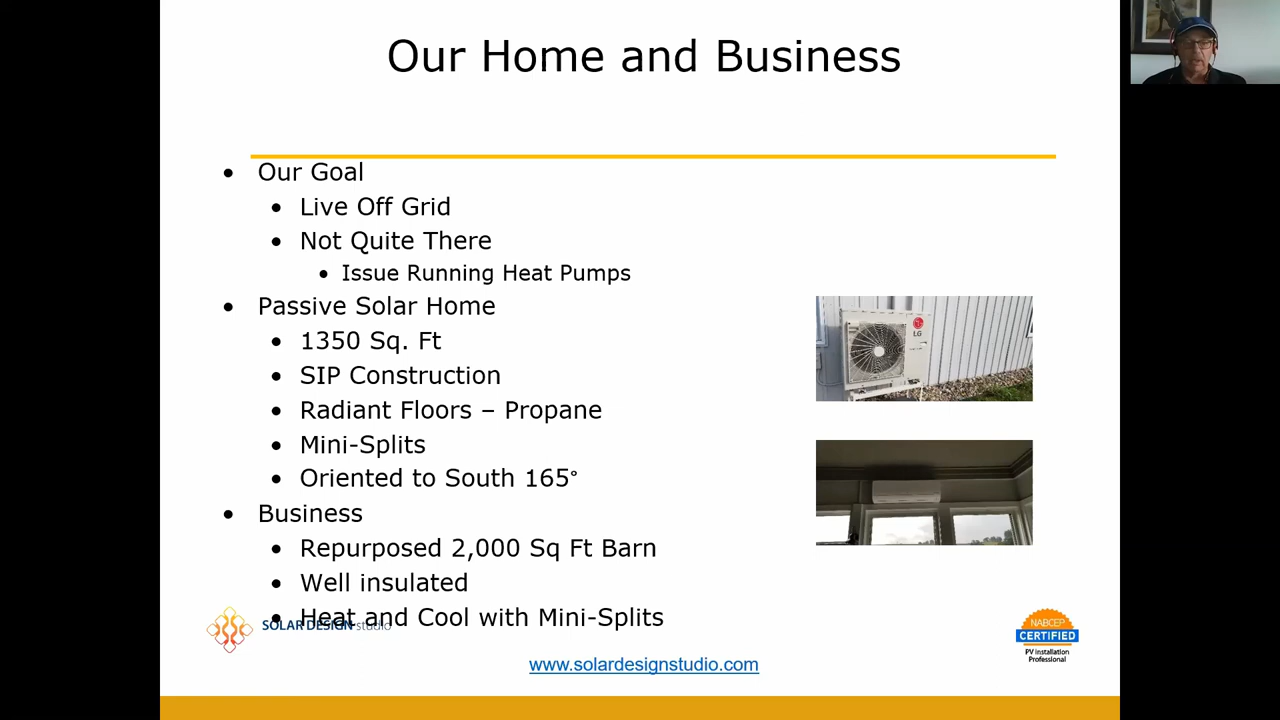 Our Home and Business
Our Goal
Live Off Grid
Not Quite There
Issue Running Heat Pumps
Passive Solar Home
1350 Sq. Ft
SIP Construction
Radiant Floors – Propane
Mini-Splits
Oriented to South 165°
Business
Repurposed 2,000 Sq Ft Barn
Well insulated
Heat and Cool with Mini-Splits
LG
SOLAR DESIGN studio
NABCEP
CERTIFIED
PV Installation
Professional
www.solardesignstudio.com